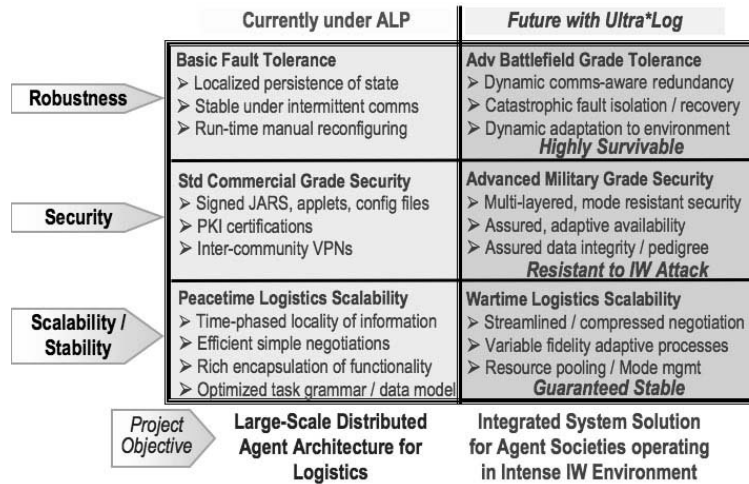 Currently under ALP
Future with Ultra*Log
Robustness
Basic Fault Tolerance
➢ Localized persistence of state
➢ Stable under intermittent comms
➢ Run-time manual reconfiguring
Adv Battlefield Grade Tolerance
➢ Dynamic comms-aware redundancy
➢ Catastrophic fault isolation / recovery
➢ Dynamic adaptation to environment
Highly Survivable
Security
Std Commercial Grade Security
➢ Signed JARS, applets, config files
➢ PKI certifications
➢ Inter-community VPNs
Advanced Military Grade Security
➢ Multi-layered, mode resistant security
➢ Assured, adaptive availability
➢ Assured data integrity / pedigree
Resistant to IW Attack
Scalability /
Stability
Peacetime Logistics Scalability
➢ Time-phased locality of information
➢ Efficient simple negotiations
➢ Rich encapsulation of functionality
➢ Optimized task grammar / data model
Wartime Logistics Scalability
➢ Streamlined / compressed negotiation
➢ Variable fidelity adaptive processes
➢ Resource pooling / Mode mgmt
Guaranteed Stable
Project
Objective
Large-Scale Distributed
Agent Architecture for
Logistics
Integrated System Solution
for Agent Societies operating
in Intense IW Environment